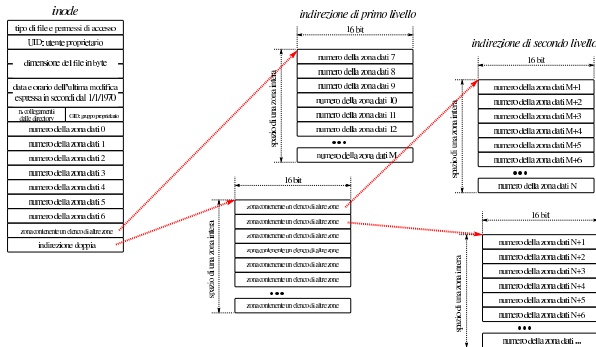 inode
tipo di file e permessi di accesso
UID: utente proprietario
dimensione del file in byte
data e orario dell'ultima modifica
espressa in secondi dal 1/1/1970
n. collegamenti
dalle directory
GID: gruppo proprietario
numero della zona dati 0
numero della zona dati 1
numero della zona dati 2
numero della zona dati 3
numero della zona dati 4
numero della zona dati 5
numero della zona dati 6
zona contenente un elenco di altre zone
indirezione doppia
indirezione di primo livello
16 bit
spazio di una zona intera
numero della zona dati 7
numero della zona dati 8
numero della zona dati 9
numero della zona dati 10
numero della zona dati 11
numero della zona dati 12
numero della zona dati M
16 bit
spazio di una zona intera
zona contenente un elenco di altre zone
zona contenente un elenco di altre zone
zona contenente un elenco di altre zone
zona contenente un elenco di altre zone
zona contenente un elenco di altre zone
zona contenente un elenco di altre zone
zona contenente un elenco di altre zone
indirezione di secondo livello
16 bit
spazio di una zona intera
numero della zona dati M+1
numero della zona dati M+2
numero della zona dati M+3
numero della zona dati M+4
numero della zona dati M+5
numero della zona dati M+6
numero della zona dati N
16 bit
spazio di una zona intera
numero della zona dati N+1
numero della zona dati N+2
numero della zona dati N+3
numero della zona dati N+4
numero della zona dati N+5
numero della zona dati N+6
numero della zona dati ...